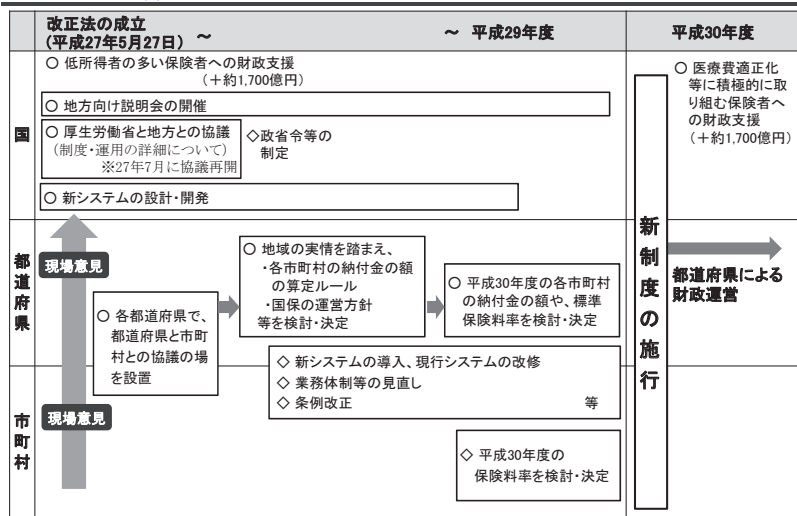 改正法の成立
(平成27年5月27日) ～
～ 平成29年度
平成30年度
国
○ 低所得者の多い保険者への財政支援
(＋約1,700億円)
○ 地方向け説明会の開催
○ 厚生労働省と地方との協議
(制度・運用の詳細について)
※27年7月に協議再開
◇政省令等の
制定
○ 新システムの設計・開発
○ 医療費適正化
等に積極的に取
り組む保険者へ
の財政支援
(＋約1,700億円)
都道府県
現場意見
○ 各都道府県で、
都道府県と市町
村との協議の場
を設置
○ 地域の実情を踏まえ、
・各市町村の納付金の額
の算定ルール
・国保の運営方針
等を検討・決定
○ 平成30年度の各市町村
の納付金の額や、標準
保険料率を検討・決定
◇ 新システムの導入、現行システムの改修
◇ 業務体制等の見直し
◇ 条例改正 等
市町村
現場意見
◇ 平成30年度の
保険料率を検討・決定
新制度の施行
都道府県による
財政運営